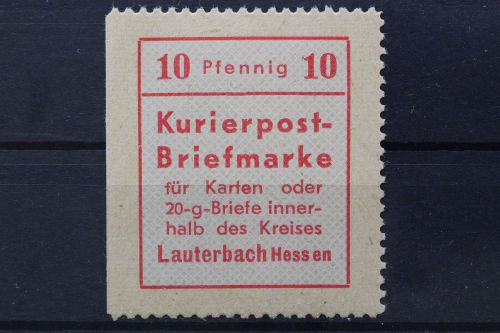 10 Pfennig 10
Kurierpost-
Briefmarke
für Karten oder
20-g-Briefe inner-
halb des Kreises
Lauterbach Hessen